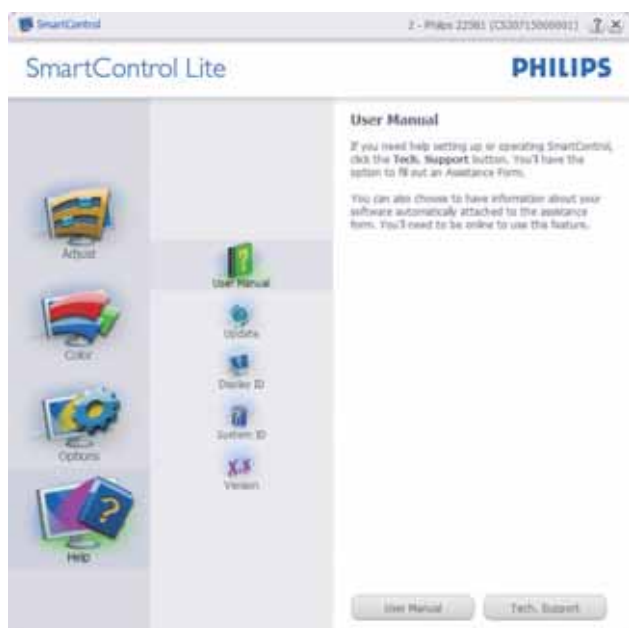 SmartControl
2 - Philips
SmartControl Lite
PHILIPS
Adjust
Color
Options
Help
User Manual
Update
Display ID
System ID
X.X
Version
User Manual
If you need help setting up or operating SmartControl,
click the Tech. Support button. You'll have the
option to fill out an Assistance Form.
You can also choose to have information about your
software automatically attached to the assistance
form. You'll need to be online to use this feature.
User Manual
Tech. Support